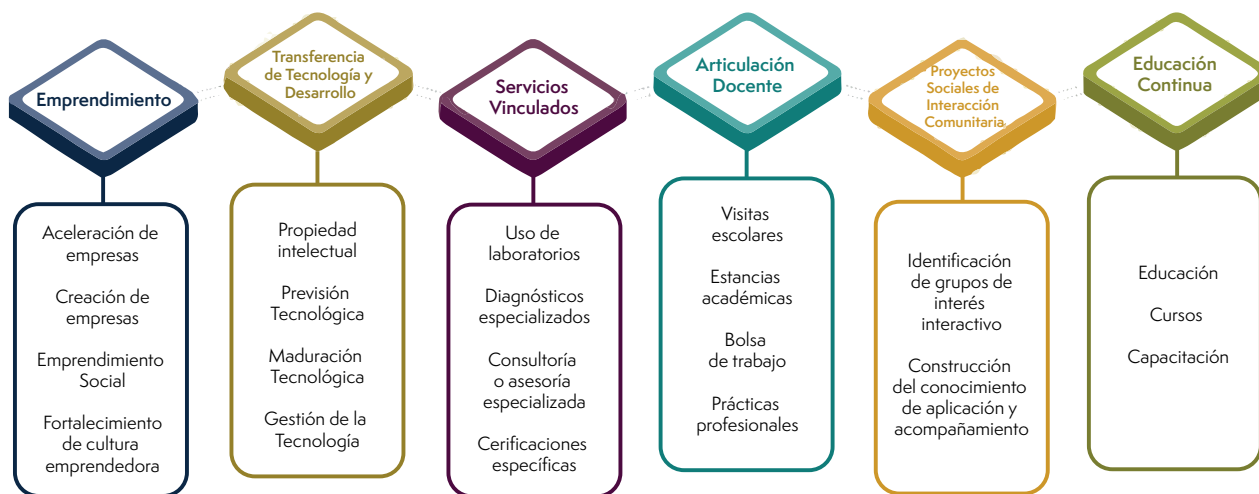 Emprendimiento
Aceleración de
empresas
Creación de
empresas
Emprendimiento
Social
Fortalecimiento
de cultura
emprendedora
Transferencia
de Tecnología y
Desarrollo
Propiedad
intelectual
Previsión
Tecnológica
Maduración
Tecnológica
Gestión de la
Tecnología
Servicios
Vinculados
Uso de
laboratorios
Diagnósticos
especializados
Consultoría
o asesoría
especializada
Cerificaciones
específicas
Articulación
Docente
Visitas
escolares
Estancias
académicas
Bolsa
de trabajo
Prácticas
profesionales
Proyectos
Sociales de
Interacción
Comunitaria
Identificación
de grupos de
interés
interactivo
Construcción
del conocimiento
de aplicación y
acompañamiento
Educación
Continua
Educación
Cursos
Capacitación